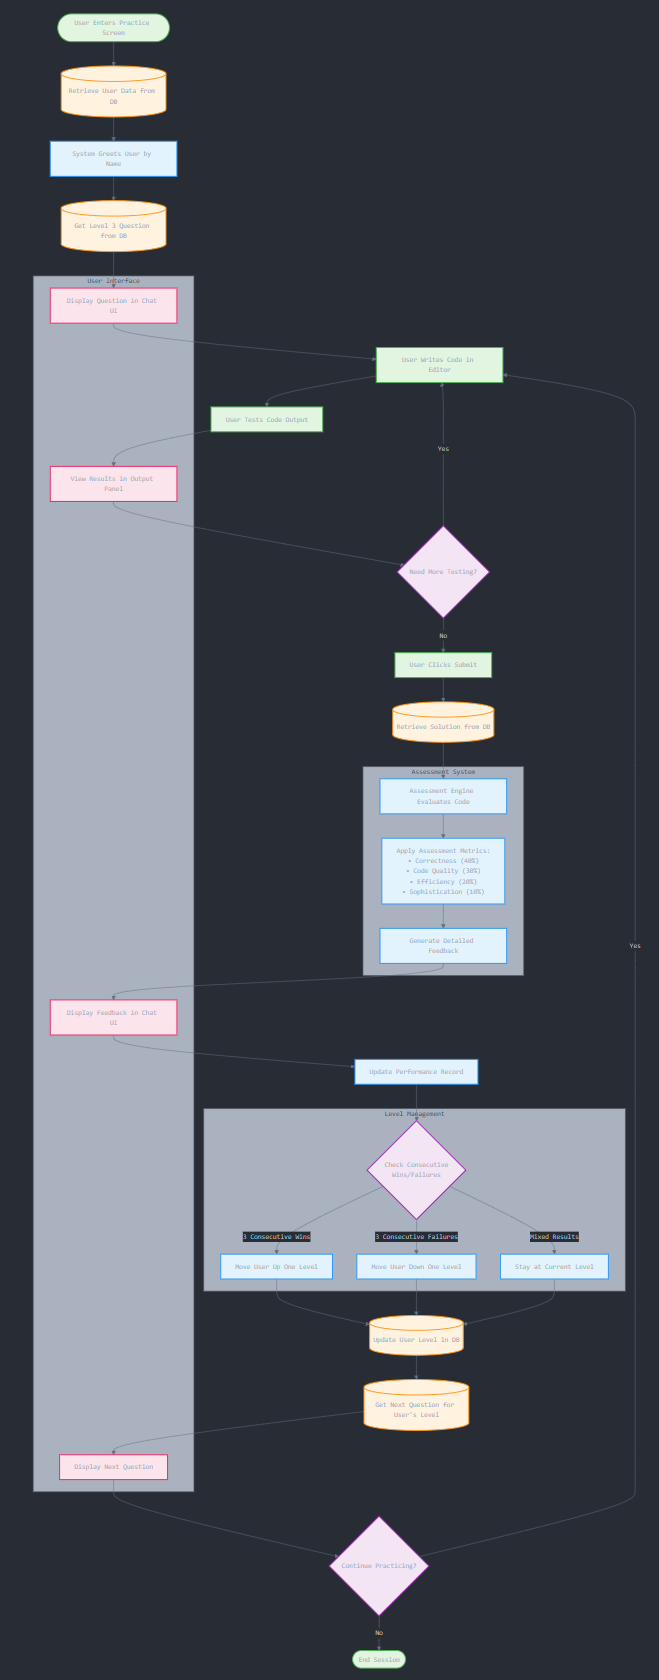 User Enters Practice
Screen
Retrieve User Data from
DB
System Greets User by
Name
Get Level 3 Question
from DB
User Interface
Display Question in Chat
UI
User Writes Code in
Editor
User Tests Code Output
Yes
View Results in Output
Panel
Need More Testing?
No
User Clicks Submit
Retrieve Solution from DB
Assessment System
Assessment Engine
Evaluates Code
Apply Assessment Metrics:
• Correctness (40%)
• Code Quality (30%)
• Efficiency (20%)
• Sophistication (10%)
Generate Detailed
Feedback
Yes
Display Feedback in Chat
UI
Update Performance Record
Level Management
Check Consecutive
Wins/Failures
3 Consecutive Wins
3 Consecutive Failures
Mixed Results
Move User Up One Level
Move User Down One Level
Stay at Current Level
Update User Level in DB
Get Next Question for
User's Level
Display Next Question
Continue Practicing?
No
End Session